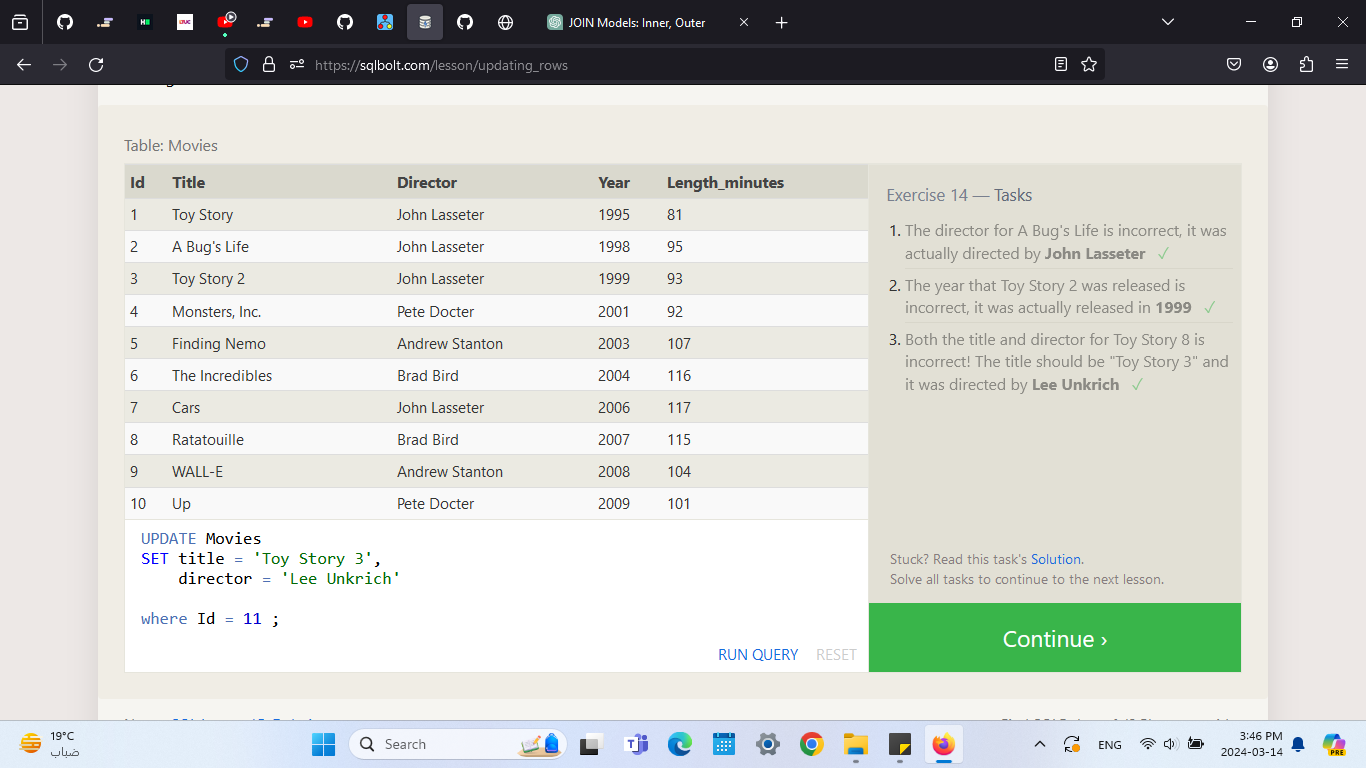 JOIN Models: Inner, Outer
https://sqlbolt.com/lesson/updating_rows
Table: Movies
Id Title Director Year Length_minutes
1 Toy Story John Lasseter 1995 81
2 A Bug's Life John Lasseter 1998 95
3 Toy Story 2 John Lasseter 1999 93
4 Monsters, Inc. Pete Docter 2001 92
5 Finding Nemo Andrew Stanton 2003 107
6 The Incredibles Brad Bird 2004 116
7 Cars John Lasseter 2006 117
8 Ratatouille Brad Bird 2007 115
9 WALL-E Andrew Stanton 2008 104
10 Up Pete Docter 2009 101
UPDATE Movies
SET title = 'Toy Story 3',
director = 'Lee Unkrich'
where Id = 11 ;
RUN QUERY RESET
Exercise 14 — Tasks
1. The director for A Bug's Life is incorrect, it was
actually directed by John Lasseter ✓
2. The year that Toy Story 2 was released is
incorrect, it was actually released in 1999 ✓
3. Both the title and director for Toy Story 8 is
incorrect! The title should be "Toy Story 3" and
it was directed by Lee Unkrich ✓
Stuck? Read this task's Solution.
Solve all tasks to continue to the next lesson.
Continue ›
19°C
ضباب
Search
ENG
3:46 PM
2024-03-14
PRE